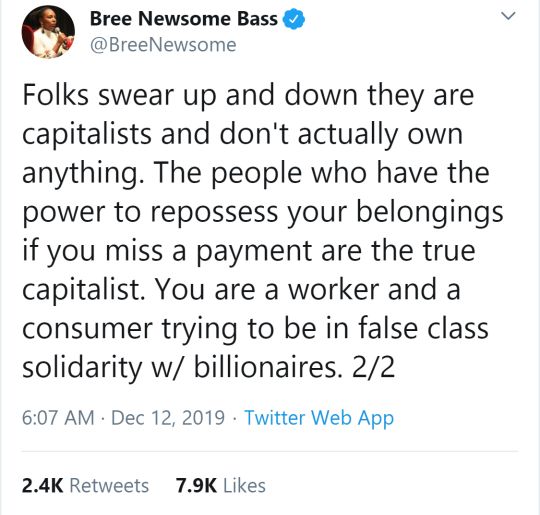 Bree Newsome Bass
@BreeNewsome
Folks swear up and down they are
capitalists and don't actually own
anything. The people who have the
power to repossess your belongings
if you miss a payment are the true
capitalist. You are a worker and a
consumer trying to be in false class
solidarity w/ billionaires. 2/2
6:07 AM · Dec 12, 2019 · Twitter Web App
2.4K Retweets 7.9K Likes